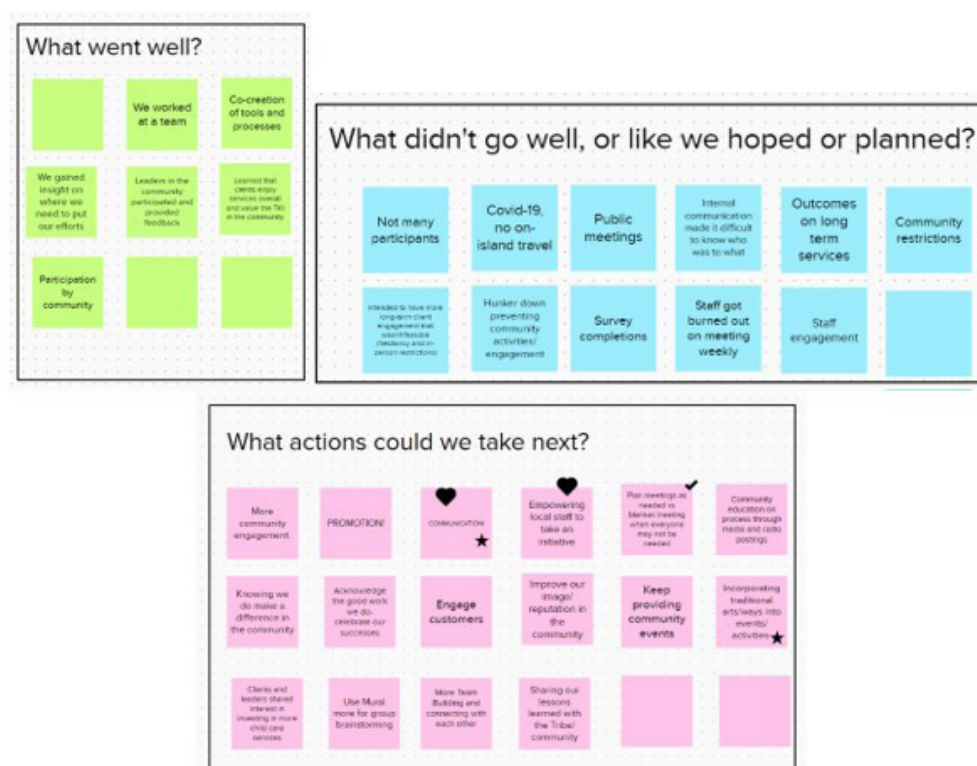 What went well?
We worked
at a team
Co-creation
of tools and
processes
We gained
insight on
where we
need to put
our efforts
Leaders in the
community
participated and
provided
feedback
Learned that
clients enjoy
services overall
and value the
in the community
Participation
by
community
What didn't go well, or like we hoped or planned?
Not many
participants
Covid-19,
no on-
island travel
Public
meetings
Internal
communication
made it difficult
to know who
was to what
Outcomes
on long
term
services
Community
restrictions
Intended to have more
long-term client
engagement that
wasn't feasible
(hesitancy and in-
person restrictions)
Hunker down
preventing
community
activities/
engagement
Survey
completions
Staff got
burned out
on meeting
weekly
Staff
engagement
What actions could we take next?
More
community
engagement
PROMOTION!
COMMUNICATION!
Empowering
local staff to
take an
initiative
Plan meetings as
needed vs
blanket meeting
when everyone
may not be
needed
Community
education on
process through
media and radio
postings
Knowing we
do make a
difference in
the community
Acknowledge
the good work
we do-
celebrate our
successes
Engage
customers
Improve our
image/
reputation in
the
community
Keep
providing
community
events
Incorporating
traditional
arts/ways into
events/
activities
Clients and
leaders shared
interest in
investing in more
child care
services
Use Mural
more for group
brainstorming
More Team
Building and
connecting with
each other
Sharing our
lessons
learned with
the Tribe/
community